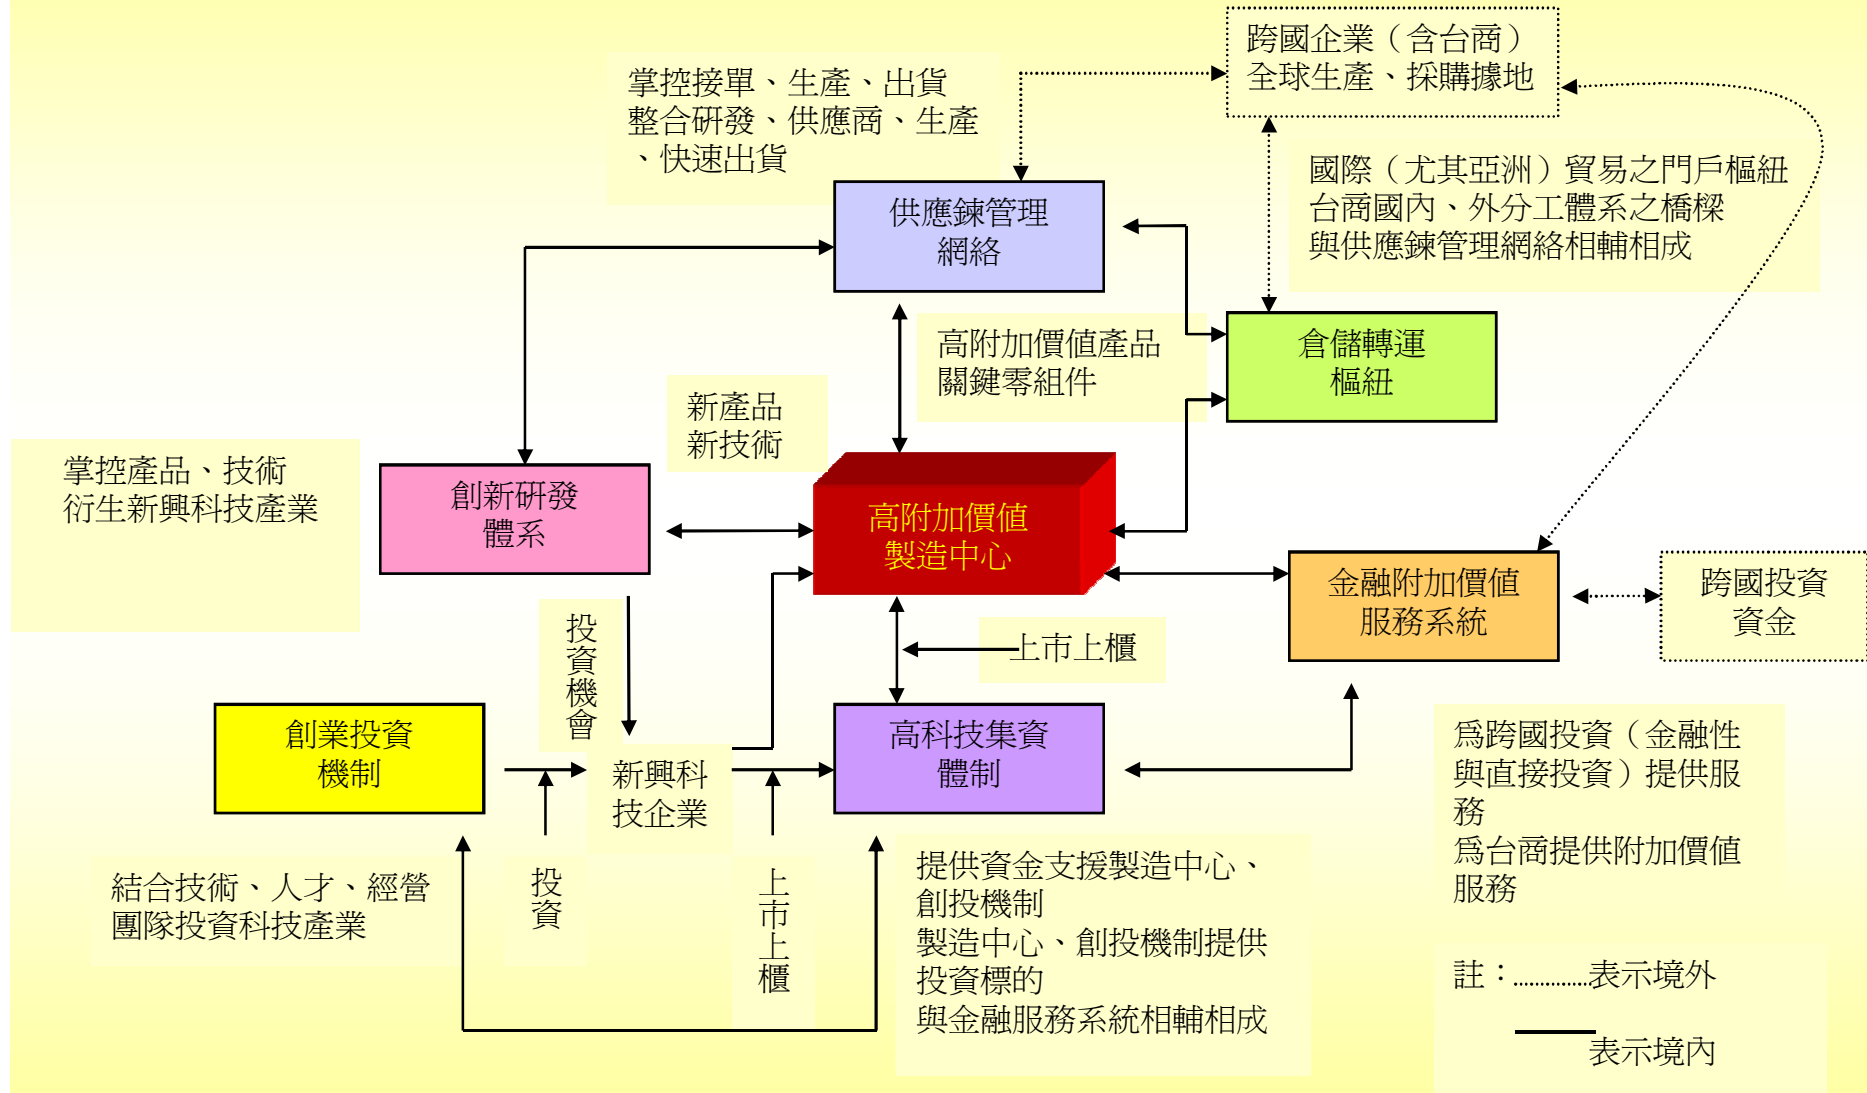 跨國企業（含台商）
全球生產、採購據地
掌控接單、生產、出貨
整合研發、供應商、生產
、快速出貨
國際（尤其亞洲）貿易之門戶樞紐
台商國內、外分工體系之橋樑
與供應鍊管理網絡相輔相成
供應鍊管理
網絡
高附加價值產品
關鍵零組件
倉儲轉運
樞紐
新產品
新技術
掌控產品、技術
衍生新興科技產業
創新研發
體系
高附加價值
製造中心
金融附加價值
服務系統
跨國投資
資金
投資機會
上市上櫃
創業投資
機制
新興科
技企業
高科技集資
體制
為跨國投資（金融性
與直接投資）提供服
務
為台商提供附加價值
服務
結合技術、人才、經營
團隊投資科技產業
投資
上市上櫃
提供資金支援製造中心、
創投機制
製造中心、創投機制提供
投資標的
與金融服務系統相輔相成
註：............表示境外
表示境內